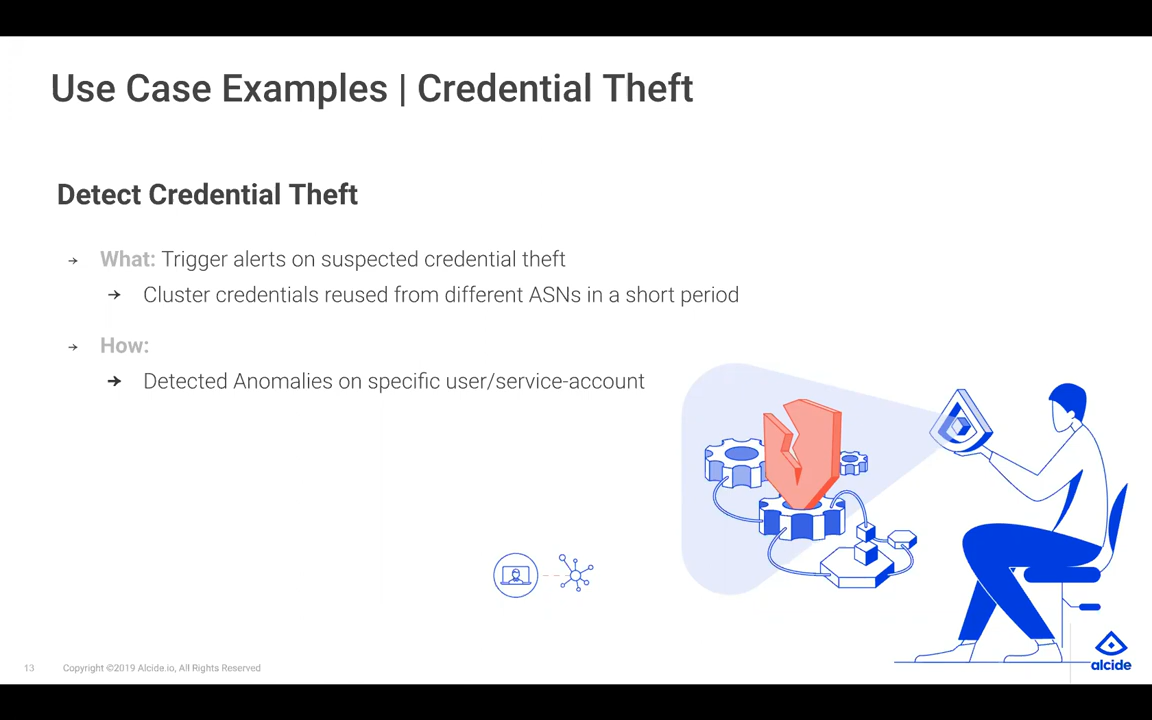 Use Case Examples | Credential Theft
Detect Credential Theft
→ What: Trigger alerts on suspected credential theft
→ Cluster credentials reused from different ASNs in a short period
→ How:
→ Detected Anomalies on specific user/service-account
13 Copyright ©2019 Alcide.io, All Rights Reserved
alcide